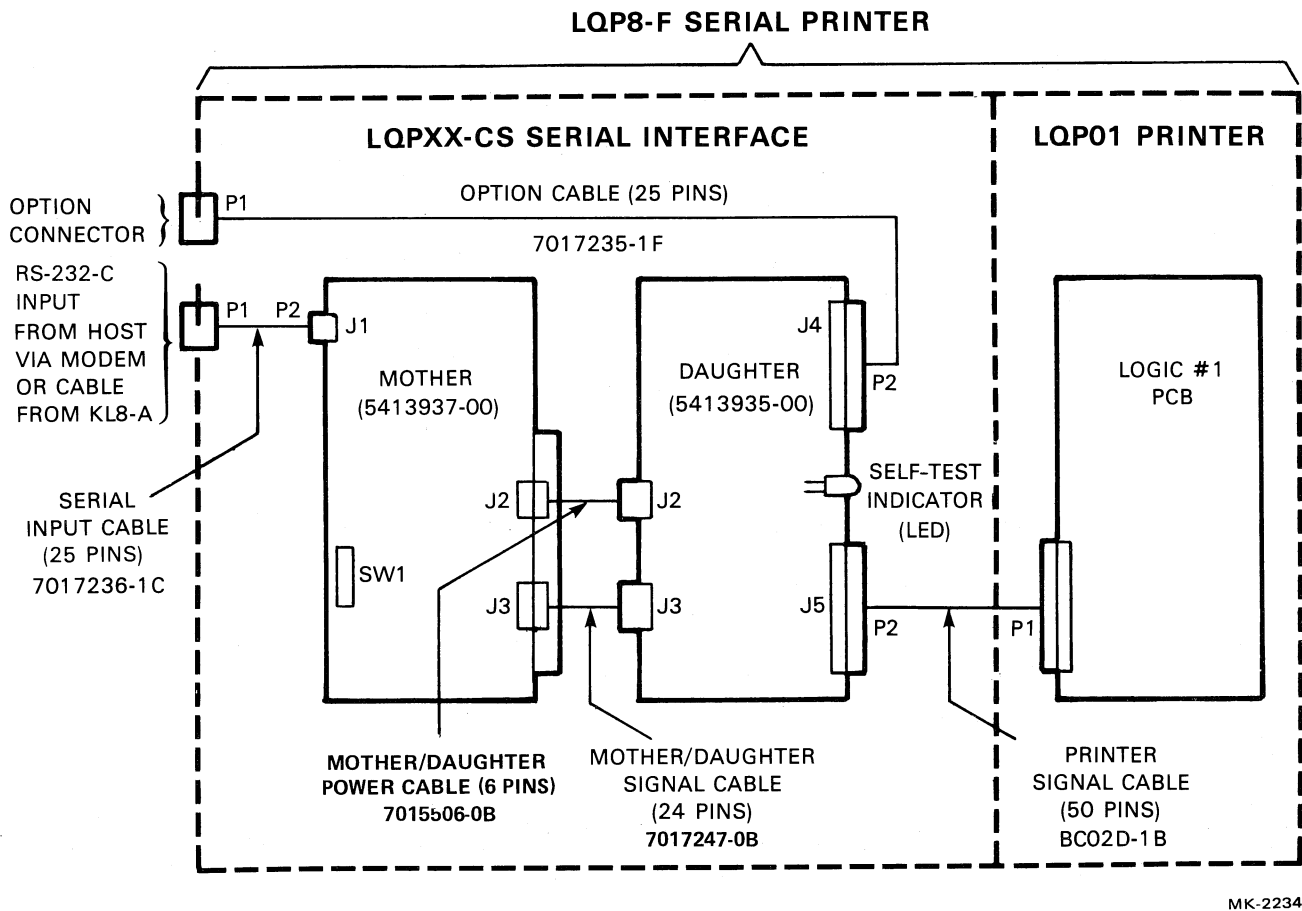 LQP8-F SERIAL PRINTER
LQPXX-CS SERIAL INTERFACE
LQP01 PRINTER
OPTION
CONNECTOR
P1
OPTION CABLE (25 PINS)
7017235-1F
RS-232-C
INPUT
FROM HOST
VIA MODEM
OR CABLE
FROM KL8-A
P1
P2
J1
MOTHER
(5413937-00)
J2
J3
SW1
DAUGHTER
(5413935-00)
J4
P2
J2
J3
SELF-TEST
INDICATOR
(LED)
J5
P2
P1
LOGIC #1
PCB
SERIAL
INPUT CABLE
(25 PINS)
7017236-1C
MOTHER/DAUGHTER
POWER CABLE (6 PINS)
7015506-0B
MOTHER/DAUGHTER
SIGNAL CABLE
(24 PINS)
7017247-0B
PRINTER
SIGNAL CABLE
(50 PINS)
BC02D-1B
MK-2234